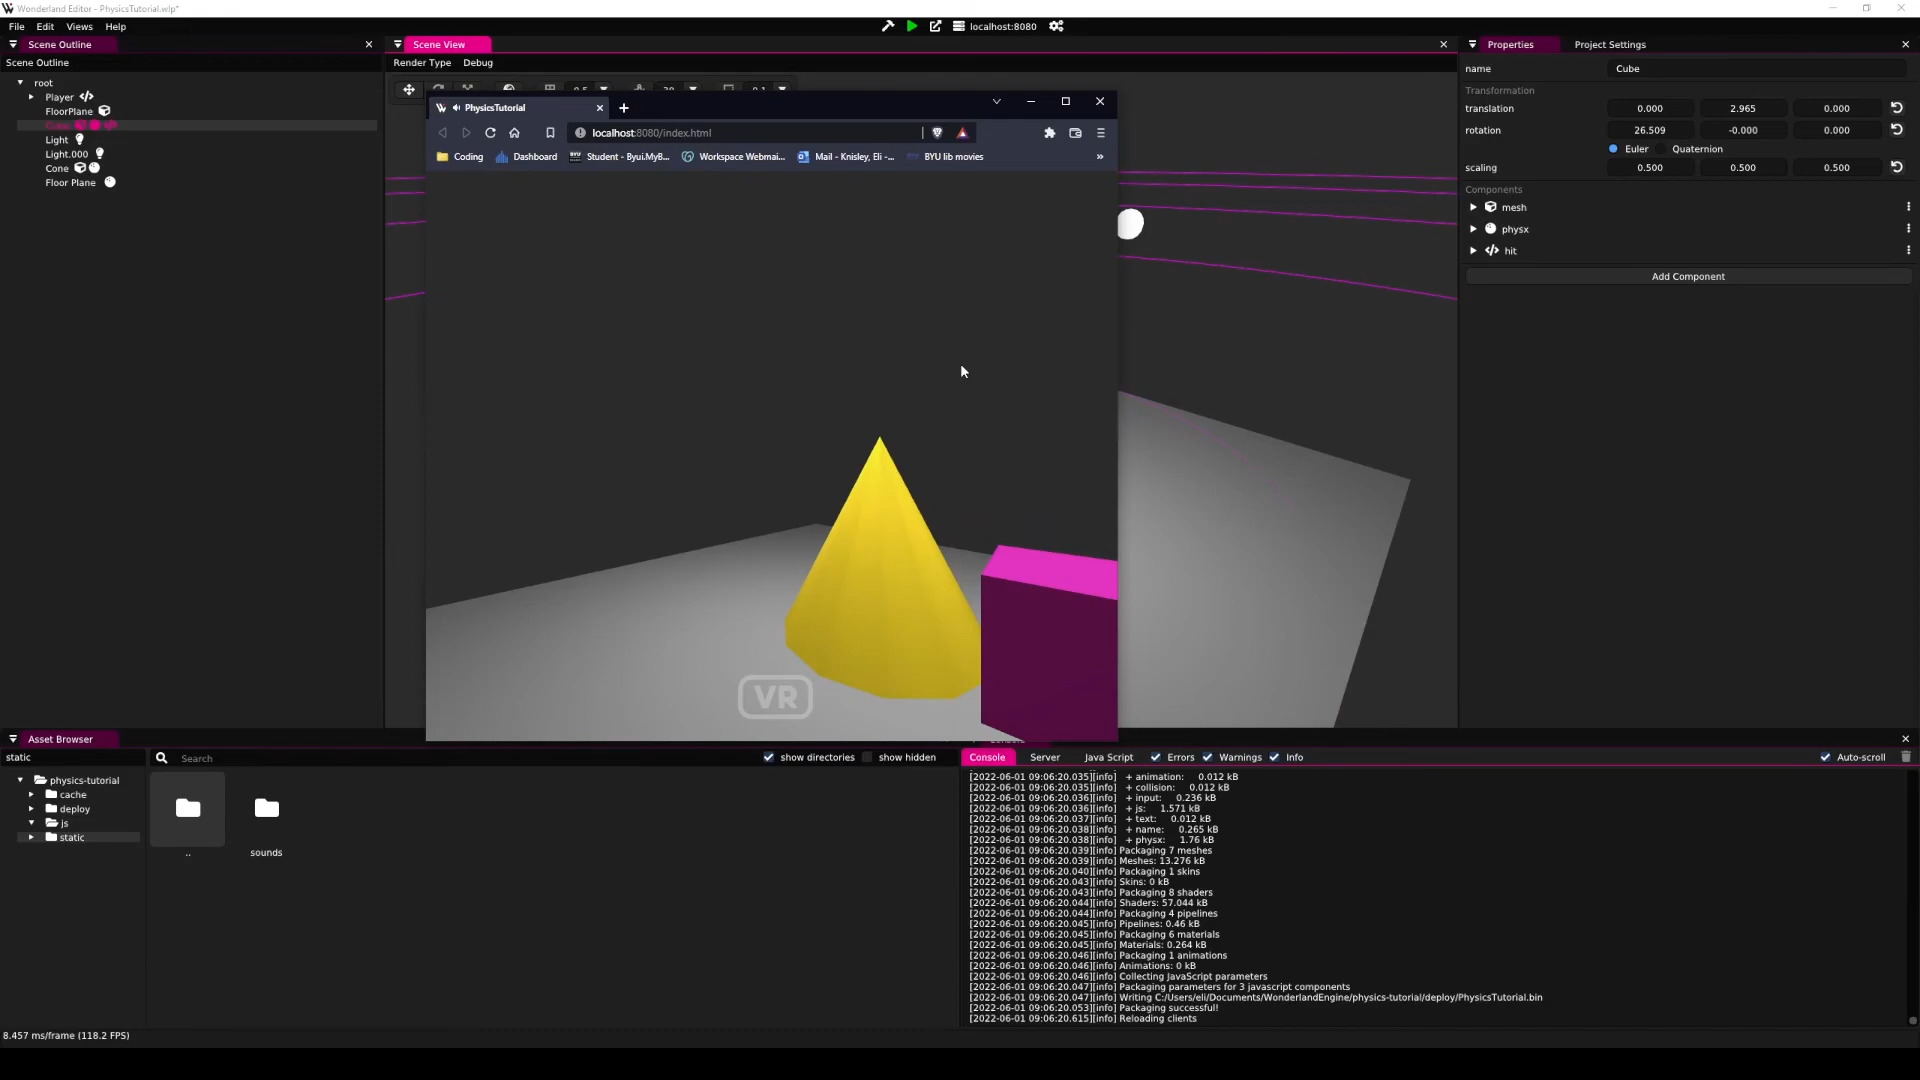 Wonderland Editor - PhysicsTutorial.wlp*
File Edit Views Help
localhost:8080
Scene Outline
Scene View
Properties Project Settings
Scene Outline
Render Type Debug
root
Player
FloorPlane
Cube
Light
Light.000
Cone
Floor Plane
PhysicsTutorial
localhost:8080/index.html
Coding Dashboard Student - Byui.MyB... Workspace Webmai... Mail - Knisley, Eli -... BYU lib movies »
VR
name Cube
Transformation
translation 0.000 2.965 0.000
rotation 26.509 -0.000 0.000
Euler Quaternion
scaling 0.500 0.500 0.500
Components
mesh
physx
hit
Add Component
Asset Browser
static
Search
show directories show hidden
physics-tutorial
cache
deploy
js
static
..
sounds
Console Server Java Script Errors Warnings Info Auto-scroll
[2022-06-01 09:06:20.035][info] + animation: 0.012 kB
[2022-06-01 09:06:20.035][info] + collision: 0.012 kB
[2022-06-01 09:06:20.036][info] + input: 0.236 kB
[2022-06-01 09:06:20.036][info] + js: 1.571 kB
[2022-06-01 09:06:20.037][info] + text: 0.012 kB
[2022-06-01 09:06:20.038][info] + name: 0.265 kB
[2022-06-01 09:06:20.038][info] + physx: 1.76 kB
[2022-06-01 09:06:20.039][info] Packaging 7 meshes
[2022-06-01 09:06:20.039][info] Meshes: 13.276 kB
[2022-06-01 09:06:20.040][info] Packaging 1 skins
[2022-06-01 09:06:20.043][info] Skins: 0 kB
[2022-06-01 09:06:20.043][info] Packaging 8 shaders
[2022-06-01 09:06:20.044][info] Shaders: 57.044 kB
[2022-06-01 09:06:20.044][info] Packaging 4 pipelines
[2022-06-01 09:06:20.045][info] Pipelines: 0.46 kB
[2022-06-01 09:06:20.045][info] Packaging 6 materials
[2022-06-01 09:06:20.045][info] Materials: 0.264 kB
[2022-06-01 09:06:20.046][info] Packaging 1 animations
[2022-06-01 09:06:20.046][info] Animations: 0 kB
[2022-06-01 09:06:20.046][info] Collecting JavaScript parameters
[2022-06-01 09:06:20.047][info] Packaging parameters for 3 javascript components
[2022-06-01 09:06:20.047][info] Writing C:/Users/eli/Documents/WonderlandEngine/physics-tutorial/deploy/PhysicsTutorial.bin
[2022-06-01 09:06:20.053][info] Packaging successful!
[2022-06-01 09:06:20.615][info] Reloading clients
8.457 ms/frame (118.2 FPS)